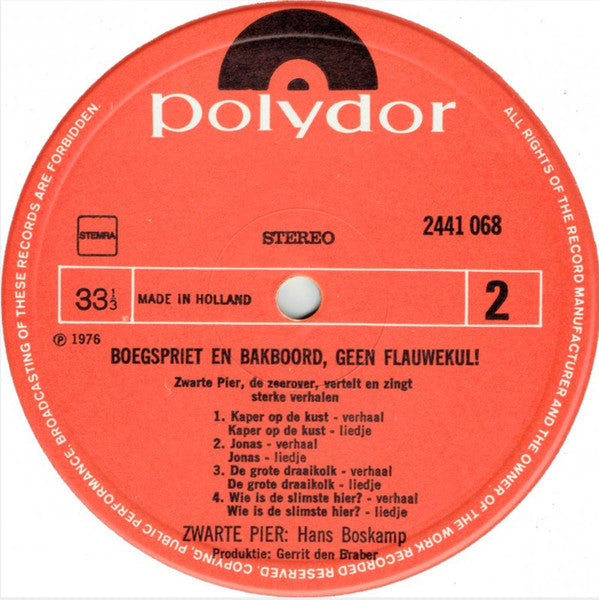 polydor
STEMRA
STEREO
2441 068
33 1/3
MADE IN HOLLAND
2
℗ 1976
BOEGSPRIET EN BAKBOORD, GEEN FLAUWEKUL!
Zwarte Pier, de zeerover, vertelt en zingt
sterke verhalen
1. Kaper op de kust - verhaal
Kaper op de kust - liedje
2. Jonas - verhaal
Jonas - liedje
3. De grote draaikolk - verhaal
De grote draaikolk - liedje
4. Wie is de slimste hier? - verhaal
Wie is de slimste hier? - liedje
ZWARTE PIER: Hans Boskamp
Produktie: Gerrit den Braber
ALL RIGHTS OF THE RECORD MANUFACTURER AND THE OWNER OF THE WORK RECORDED RESERVED. COPYING, PUBLIC PERFORMANCE, BROADCASTING OF THESE RECORDS ARE FORBIDDEN.